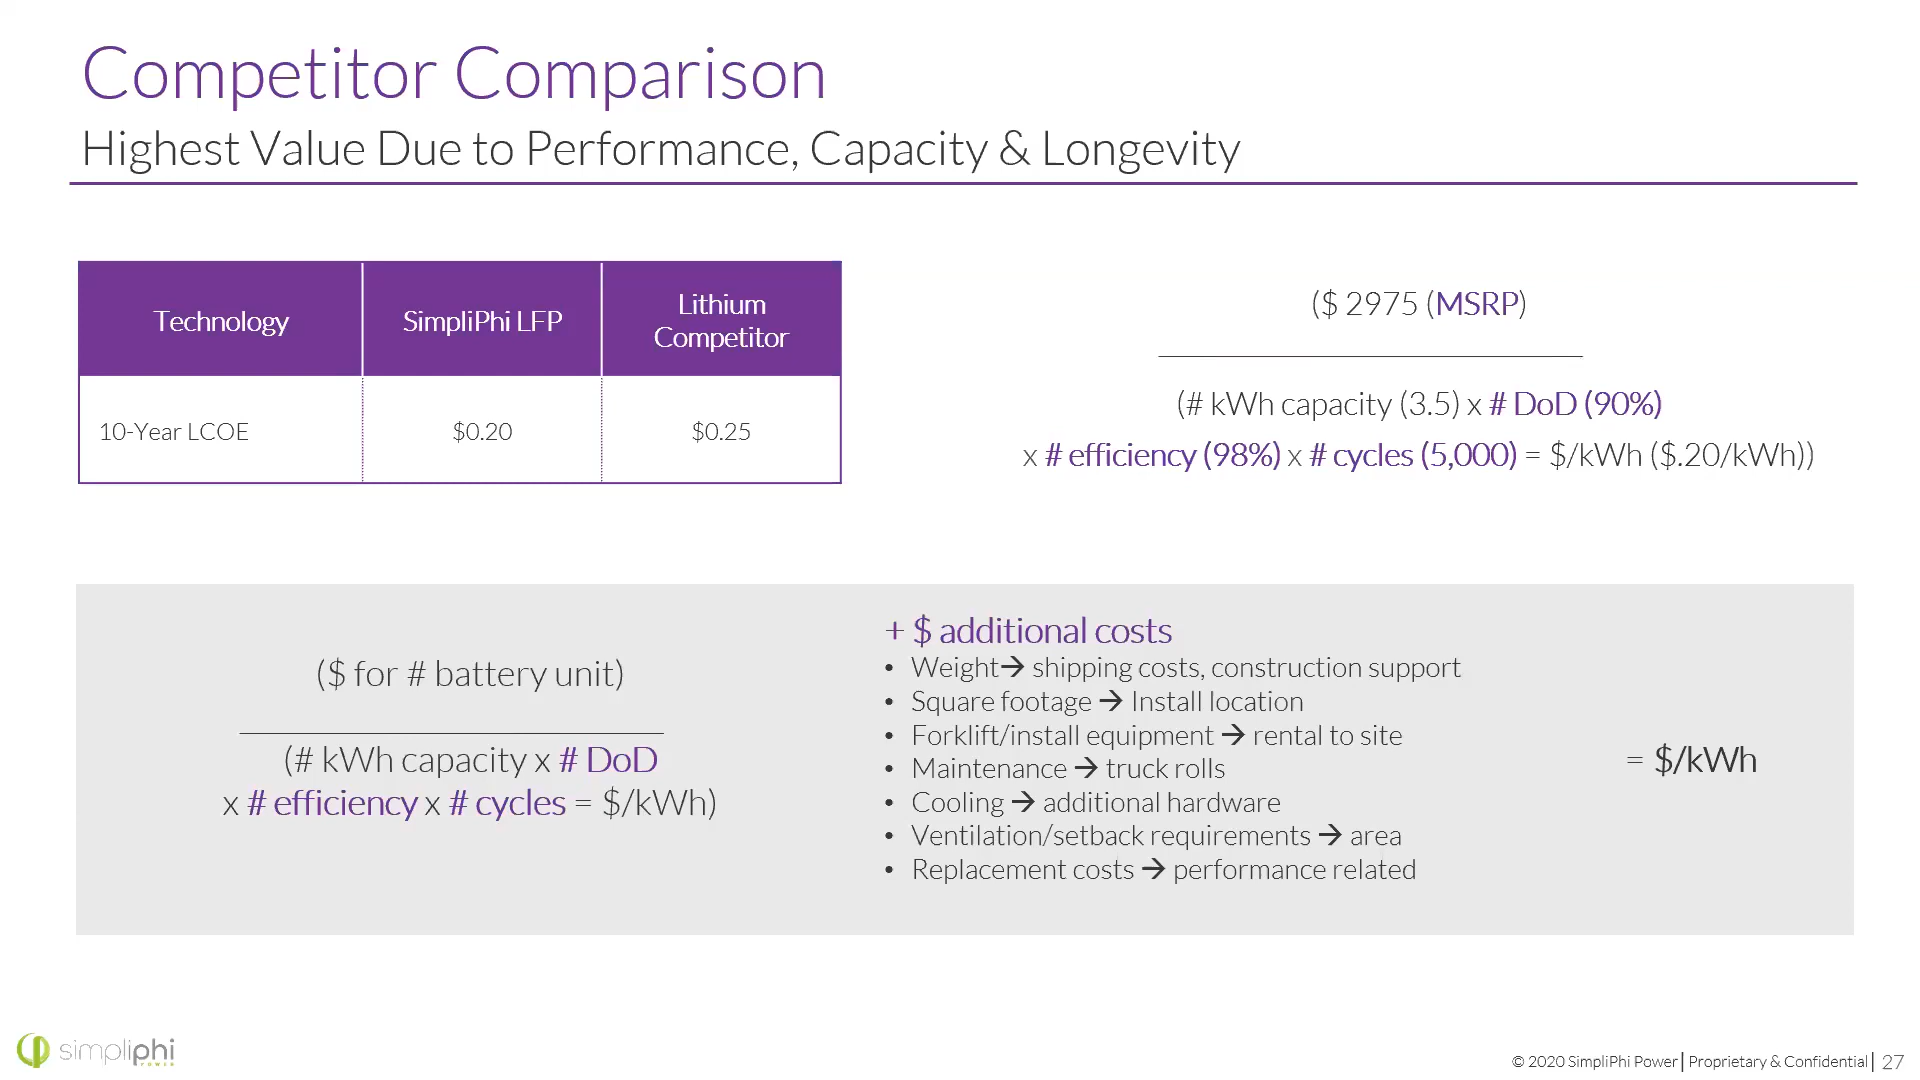 Competitor Comparison
Highest Value Due to Performance, Capacity & Longevity
Technology
SimpliPhi LFP
Lithium
Competitor
10-Year LCOE
$0.20
$0.25
($ 2975 (MSRP)
(# kWh capacity (3.5) x # DoD (90%)
x # efficiency (98%) x # cycles (5,000) = $/kWh ($.20/kWh))
($ for # battery unit)
(# kWh capacity x # DoD
x # efficiency x # cycles = $/kWh)
+ $ additional costs
• Weight→ shipping costs, construction support
• Square footage → Install location
• Forklift/install equipment → rental to site
• Maintenance → truck rolls
• Cooling → additional hardware
• Ventilation/setback requirements → area
• Replacement costs → performance related
= $/kWh
simpliphi
POWER
© 2020 SimpliPhi Power| Proprietary & Confidential| 27